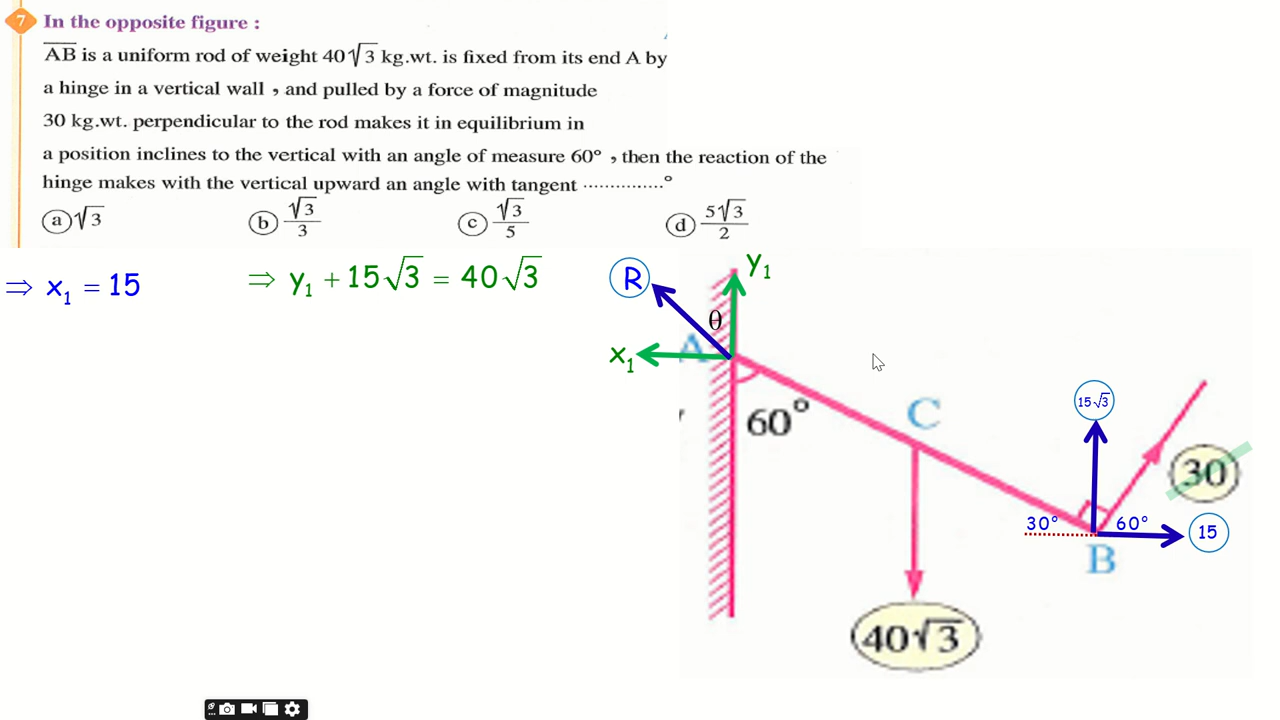 7 In the opposite figure :
AB is a uniform rod of weight 40√3 kg.wt. is fixed from its end A by
a hinge in a vertical wall , and pulled by a force of magnitude
30 kg.wt. perpendicular to the rod makes it in equilibrium in
a position inclines to the vertical with an angle of measure 60° , then the reaction of the
hinge makes with the vertical upward an angle with tangent ...............°
(a) √3 (b) √3/3 (c) √3/5 (d) 5√3/2
⇒ x₁ = 15 ⇒ y₁ + 15√3 = 40√3
R y₁
θ
x₁ A
60°
C
15√3
30
30° 60° 15
B
40√3